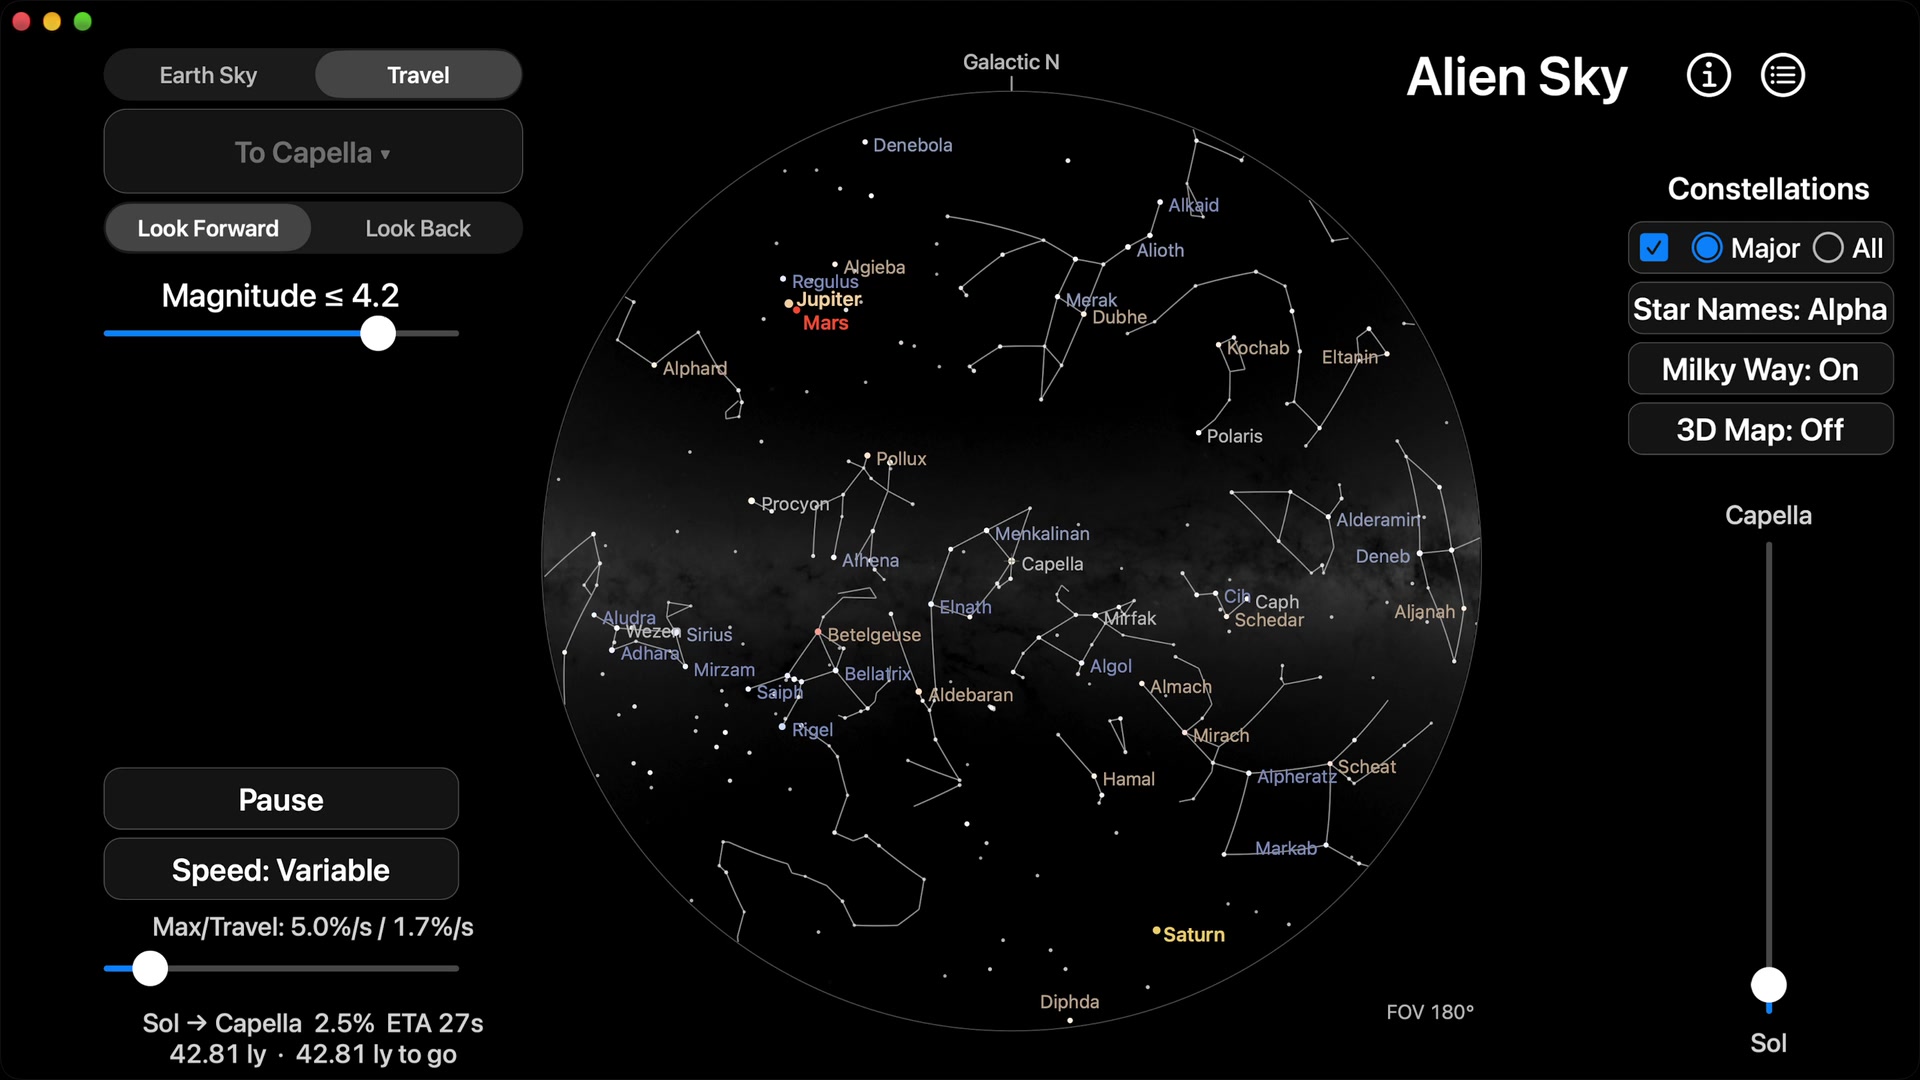 Earth Sky
Travel
To Capella ▾
Look Forward
Look Back
Magnitude ≤ 4.2
Pause
Speed: Variable
Max/Travel: 5.0%/s / 1.7%/s
Sol → Capella 2.5% ETA 27s
42.81 ly · 42.81 ly to go
Galactic N
Denebola
Alkaid
Alioth
Algieba
Regulus
Jupiter
Mars
Merak
Dubhe
Kochab
Eltanin
Alphard
Polaris
Pollux
Procyon
Alderamin
Menkalinan
Deneb
Alhena
Capella
Cih
Caph
Elnath
Aljanah
Aludra
Mirfak
Schedar
Wezen
Sirius
Betelgeuse
Adhara
Algol
Mirzam
Bellatrix
Saiph
Almach
Aldebaran
Rigel
Mirach
Scheat
Alpheratz
Hamal
Markab
Saturn
Diphda
FOV 180°
Alien Sky
Constellations
Major
All
Star Names: Alpha
Milky Way: On
3D Map: Off
Capella
Sol